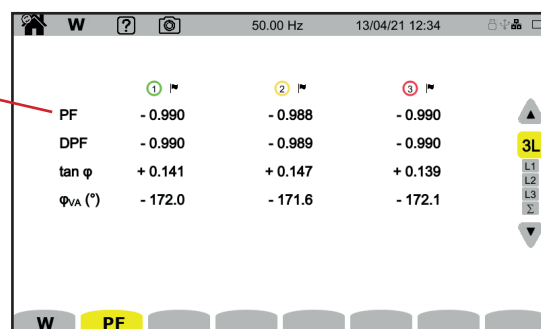 W ? 50.00 Hz 13/04/21 12:34
1 2 3
PF - 0.990 - 0.988 - 0.990
DPF - 0.990 - 0.989 - 0.990
tan φ + 0.141 + 0.147 + 0.139
φVA (°) - 172.0 - 171.6 - 172.1
▲
3L
L1
L2
L3
Σ
▼
W PF